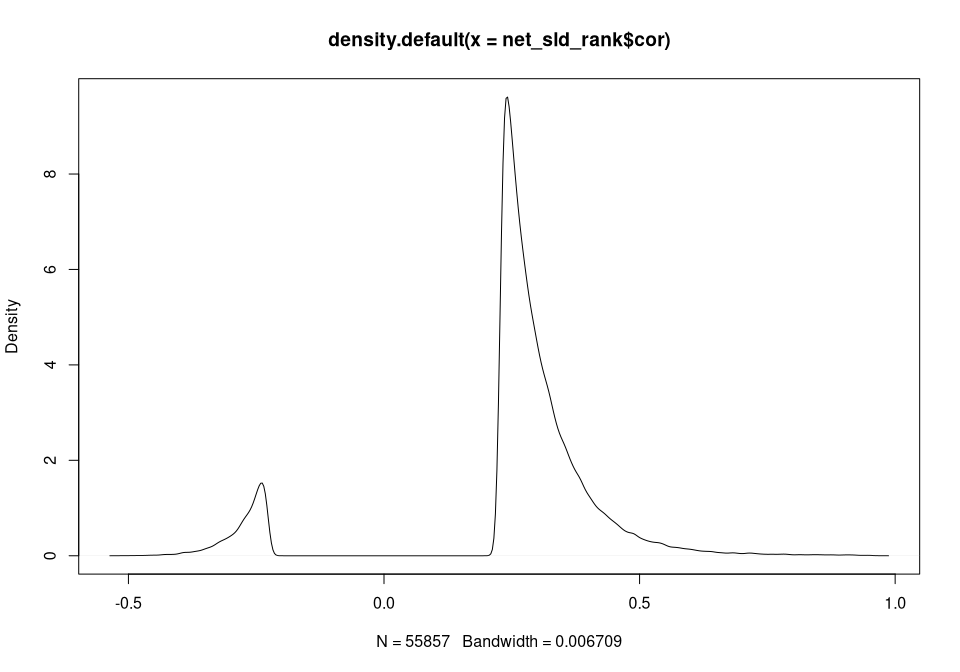 density.default(x = net_sld_rank$cor)
Density
8
6
4
2
0
-0.5 0.0 0.5 1.0
N = 55857 Bandwidth = 0.006709